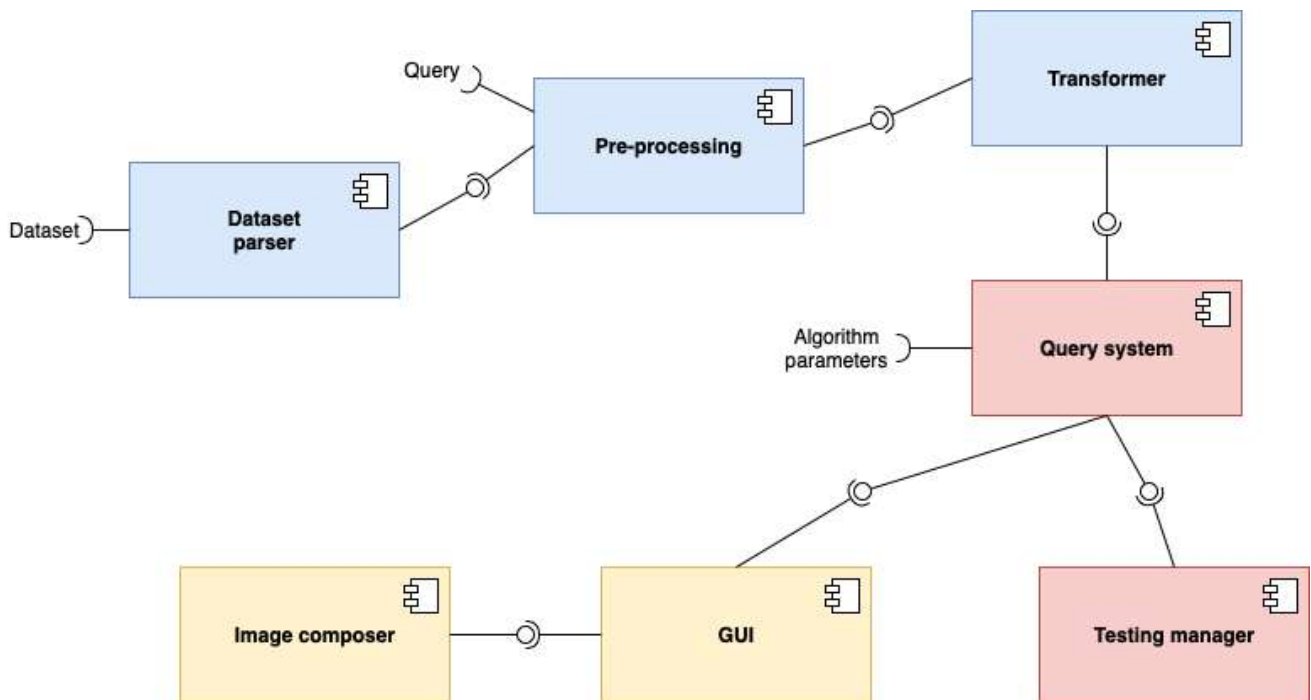 Transformer
Query
Pre-processing
Dataset
Dataset
parser
Algorithm
parameters
Query system
Image composer
GUI
Testing manager